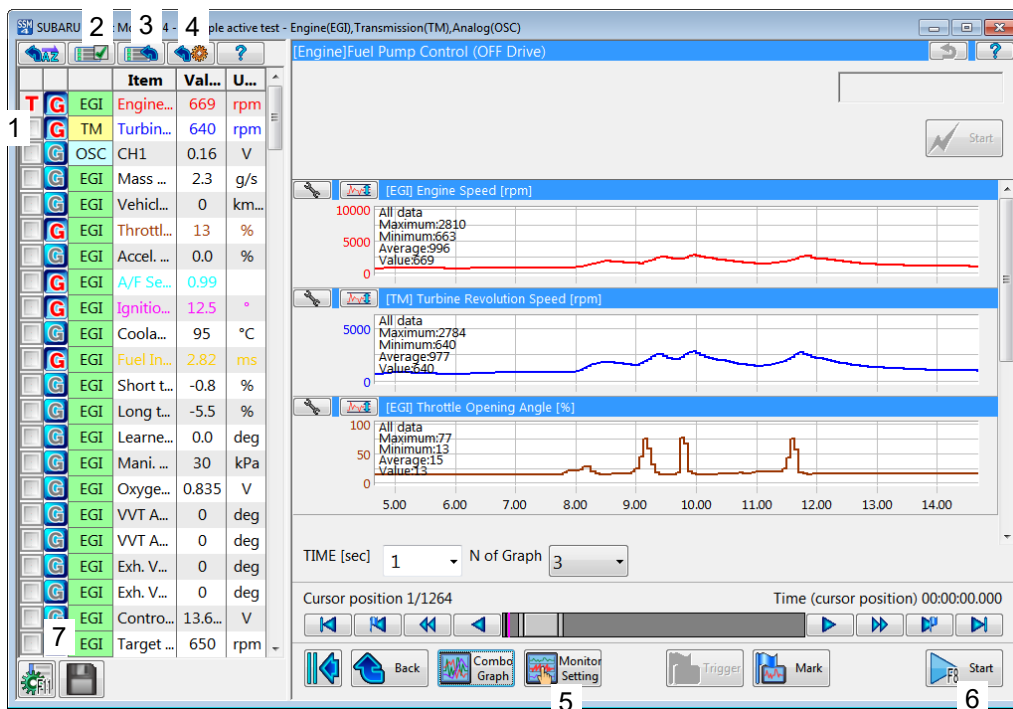 SUBARU
2
3
4
4 -
ple active test - Engine(EGI),Transmission(TM),Analog(OSC)
AZ
?
[Engine]Fuel Pump Control (OFF Drive)
?
Item Val... U...
T G EGI Engine... 669 rpm
1
G TM Turbin... 640 rpm
G OSC CH1 0.16 V
G EGI Mass ... 2.3 g/s
G EGI Vehicl... 0 km...
G EGI Throttl... 13 %
G EGI Accel. ... 0.0 %
G EGI A/F Se... 0.99
G EGI Ignitio... 12.5 °
G EGI Coola... 95 °C
G EGI Fuel In... 2.82 ms
G EGI Short t... -0.8 %
G EGI Long t... -5.5 %
G EGI Learne... 0.0 deg
G EGI Mani. ... 30 kPa
G EGI Oxyge... 0.835 V
G EGI VVT A... 0 deg
G EGI VVT A... 0 deg
G EGI Exh. V... 0 deg
G EGI Exh. V... 0 deg
G EGI Contro... 13.6... V
7
EGI Target ... 650 rpm
F11
Start
[EGI] Engine Speed [rpm]
10000
5000
0
All data
Maximum:2810
Minimum:663
Average:996
Value:669
[TM] Turbine Revolution Speed [rpm]
5000
0
All data
Maximum:2784
Minimum:640
Average:977
Value:640
[EGI] Throttle Opening Angle [%]
100
50
0
All data
Maximum:77
Minimum:13
Average:15
Value:13
5.00 6.00 7.00 8.00 9.00 10.00 11.00 12.00 13.00 14.00
TIME [sec] 1 N of Graph 3
Cursor position 1/1264 Time (cursor position) 00:00:00.000
Back
Combo
Graph
Monitor
Setting
Trigger
Mark
F8 Start
5
6